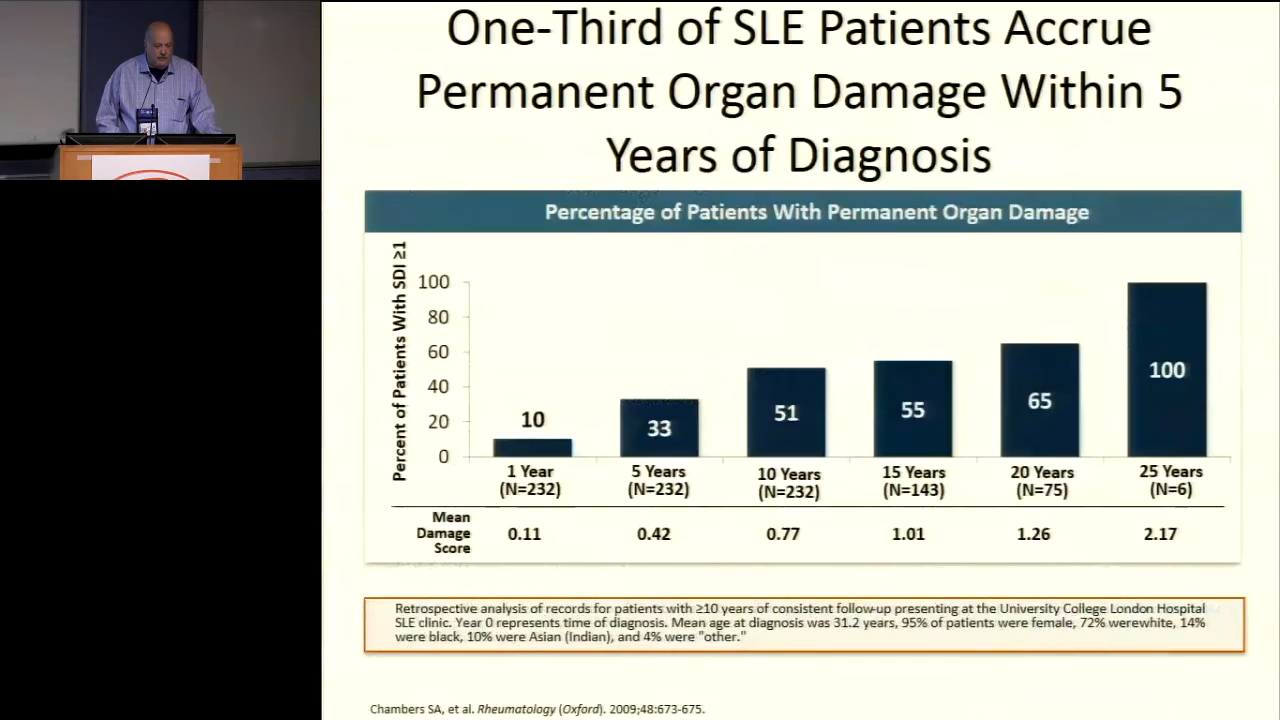 One-Third of SLE Patients Accrue
Permanent Organ Damage Within 5
Years of Diagnosis
Percentage of Patients With Permanent Organ Damage
Percent of Patients With SDI ≥1
100
80
60
40
20
0
10
33
51
55
65
100
1 Year 5 Years 10 Years 15 Years 20 Years 25 Years
(N=232) (N=232) (N=232) (N=143) (N=75) (N=6)
Mean
Damage
Score
0.11 0.42 0.77 1.01 1.26 2.17
Retrospective analysis of records for patients with ≥10 years of consistent follow-up presenting at the University College London Hospital
SLE clinic. Year 0 represents time of diagnosis. Mean age at diagnosis was 31.2 years, 95% of patients were female, 72% werewhite, 14%
were black, 10% were Asian (Indian), and 4% were "other."
Chambers SA, et al. Rheumatology (Oxford). 2009;48:673-675.